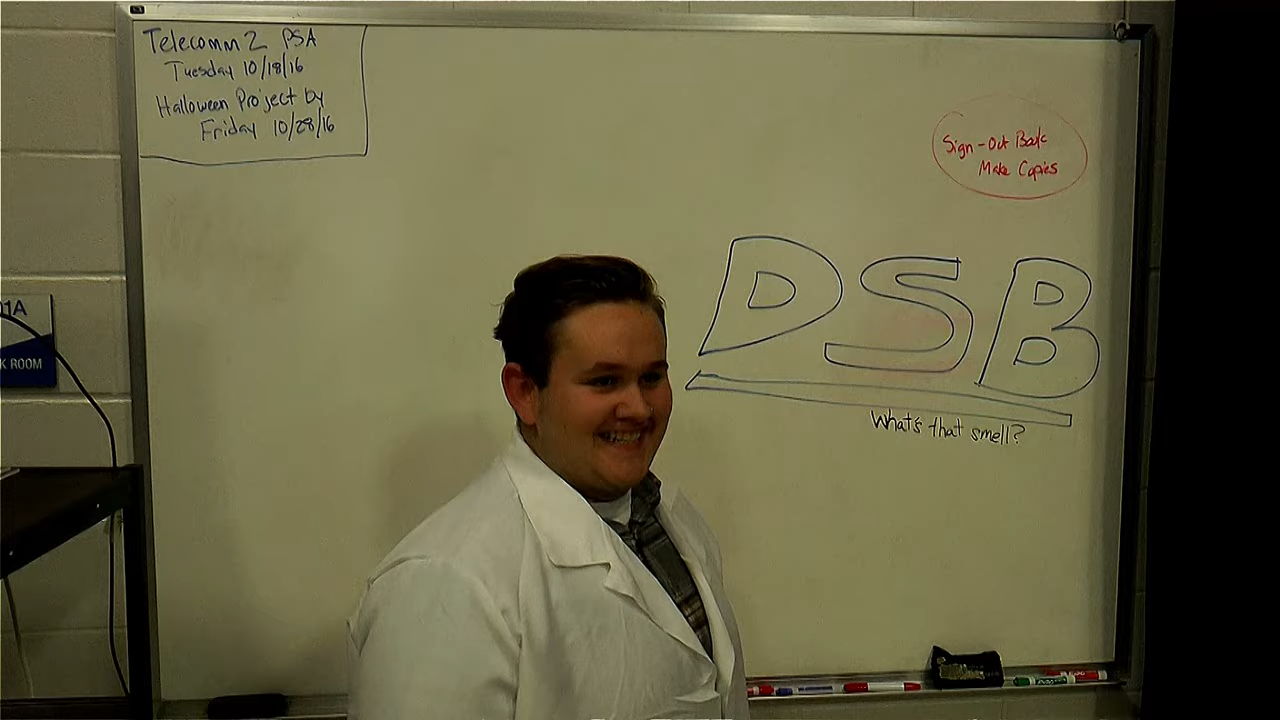 Telecomm 2 PSA
Tuesday 10/18/16
Halloween Project by
Friday 10/28/16
Sign-Out Book
Make Copies
DSB
What's that smell?
01A
K ROOM